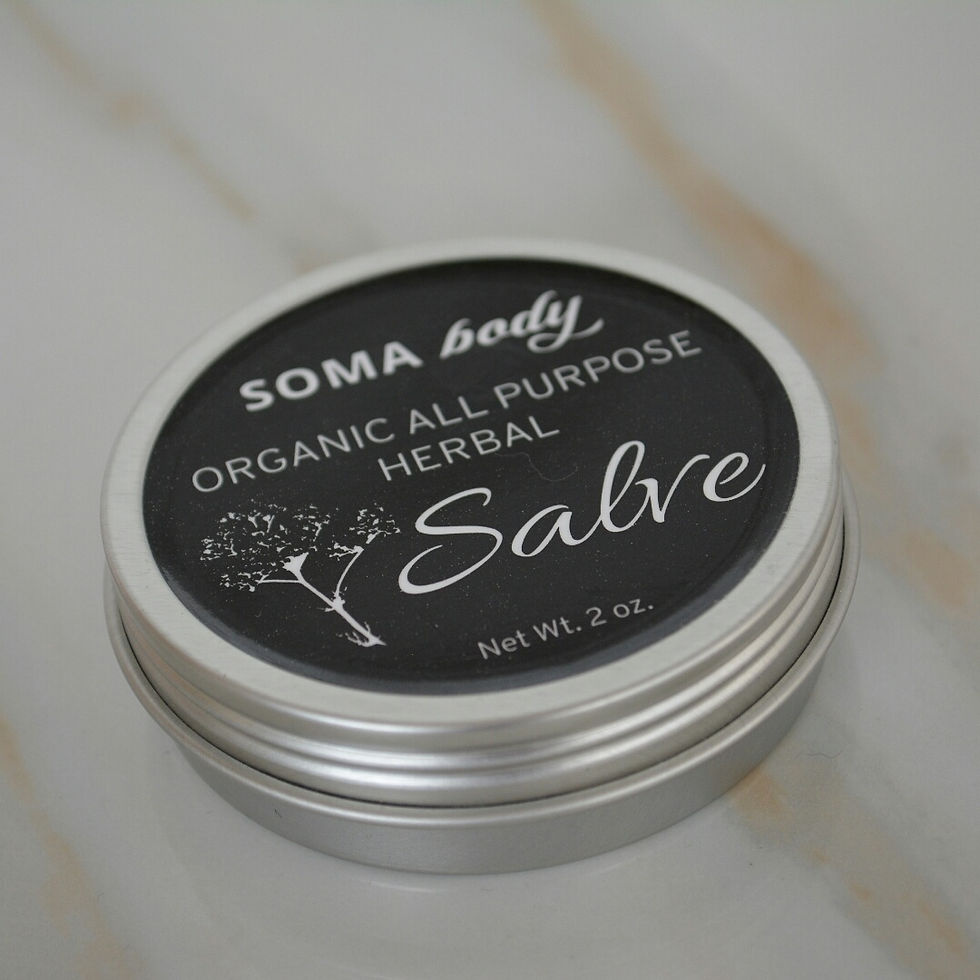 SOMA body
ORGANIC ALL PURPOSE
HERBAL
Salve
Net Wt. 2 oz.